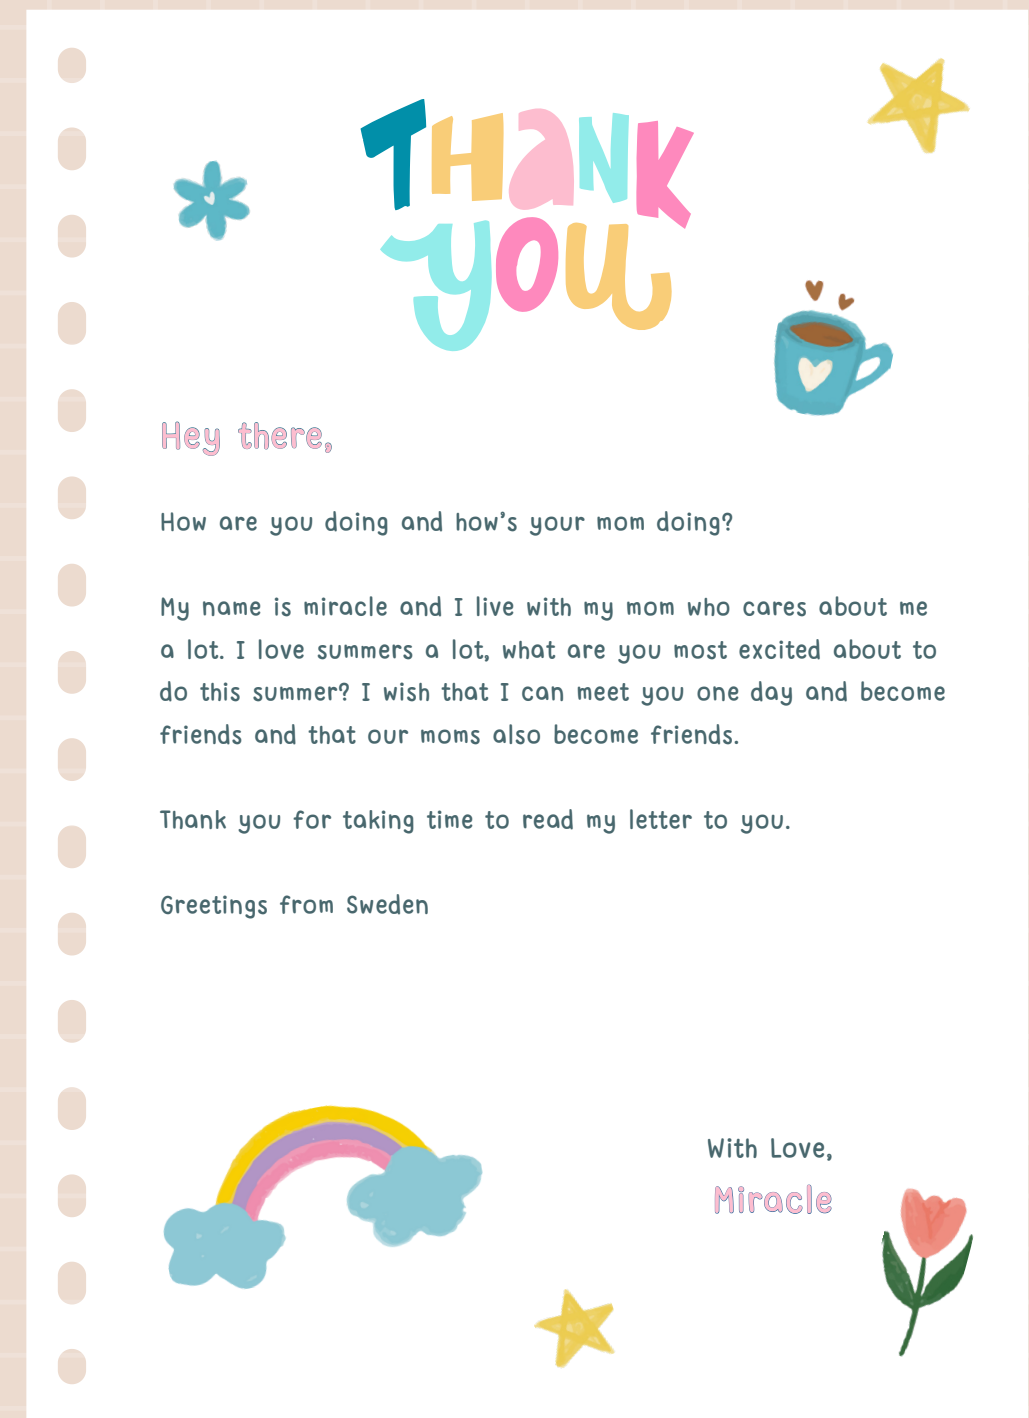 THANK
you
Hey there,
How are you doing and how's your mom doing?
My name is miracle and I live with my mom who cares about me
a lot. I love summers a lot, what are you most excited about to
do this summer? I wish that I can meet you one day and become
friends and that our moms also become friends.
Thank you for taking time to read my letter to you.
Greetings from Sweden
With Love,
Miracle